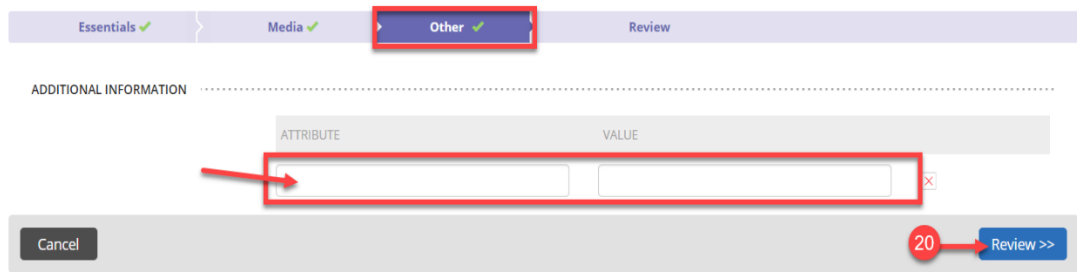 Essentials Media Other Review
ADDITIONAL INFORMATION
ATTRIBUTE VALUE
Cancel 20 Review >>